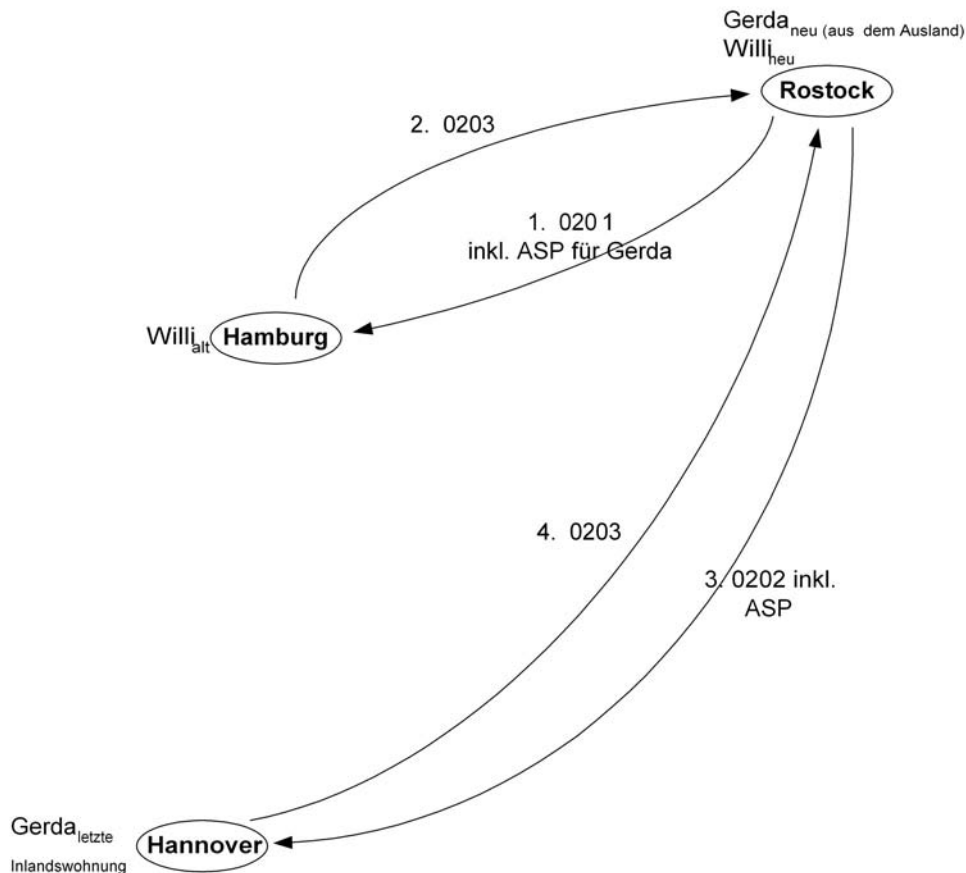 Gerda neu (aus dem Ausland)
Willi neu
Rostock
2. 0203
1. 020 1
inkl. ASP für Gerda
Willi alt Hamburg
4. 0203
3. 0202 inkl.
ASP
Gerda letzte
Hannover
Inlandswohnung